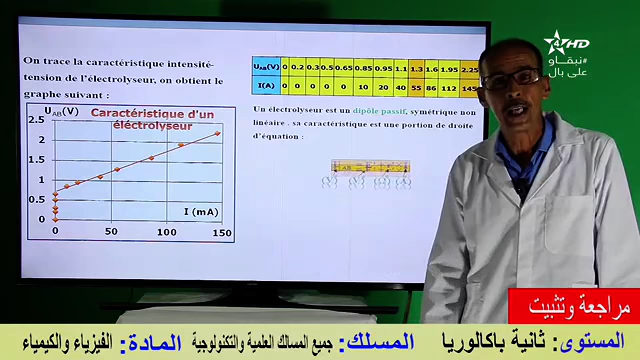 On trace la caractéristique intensité-
tension de l'électrolyseur, on obtient le
graphe suivant :
U AB (V)
Caractéristique d'un
électrolyseur
2.5
2
1.5
1
0.5
0
I (mA)
0 50 100 150
U AB (V) 0 0.2 0.3 0.5 0.65 0.85 0.95 1.1 1.3 1.6 1.95 2.25
I(A) 0 0 0 0 0 10 20 40 55 86 112 145
Un électrolyseur est un dipôle passif, symétrique non
linéaire . sa caractéristique est une portion de droite
d'équation :
HD
#نبقاو
على بال
مراجعة وتثبيت
المستوى: ثانية باكالوريا المسلك: جميع المسالك العلمية والتكنولوجية المادة: الفيزياء والكيمياء